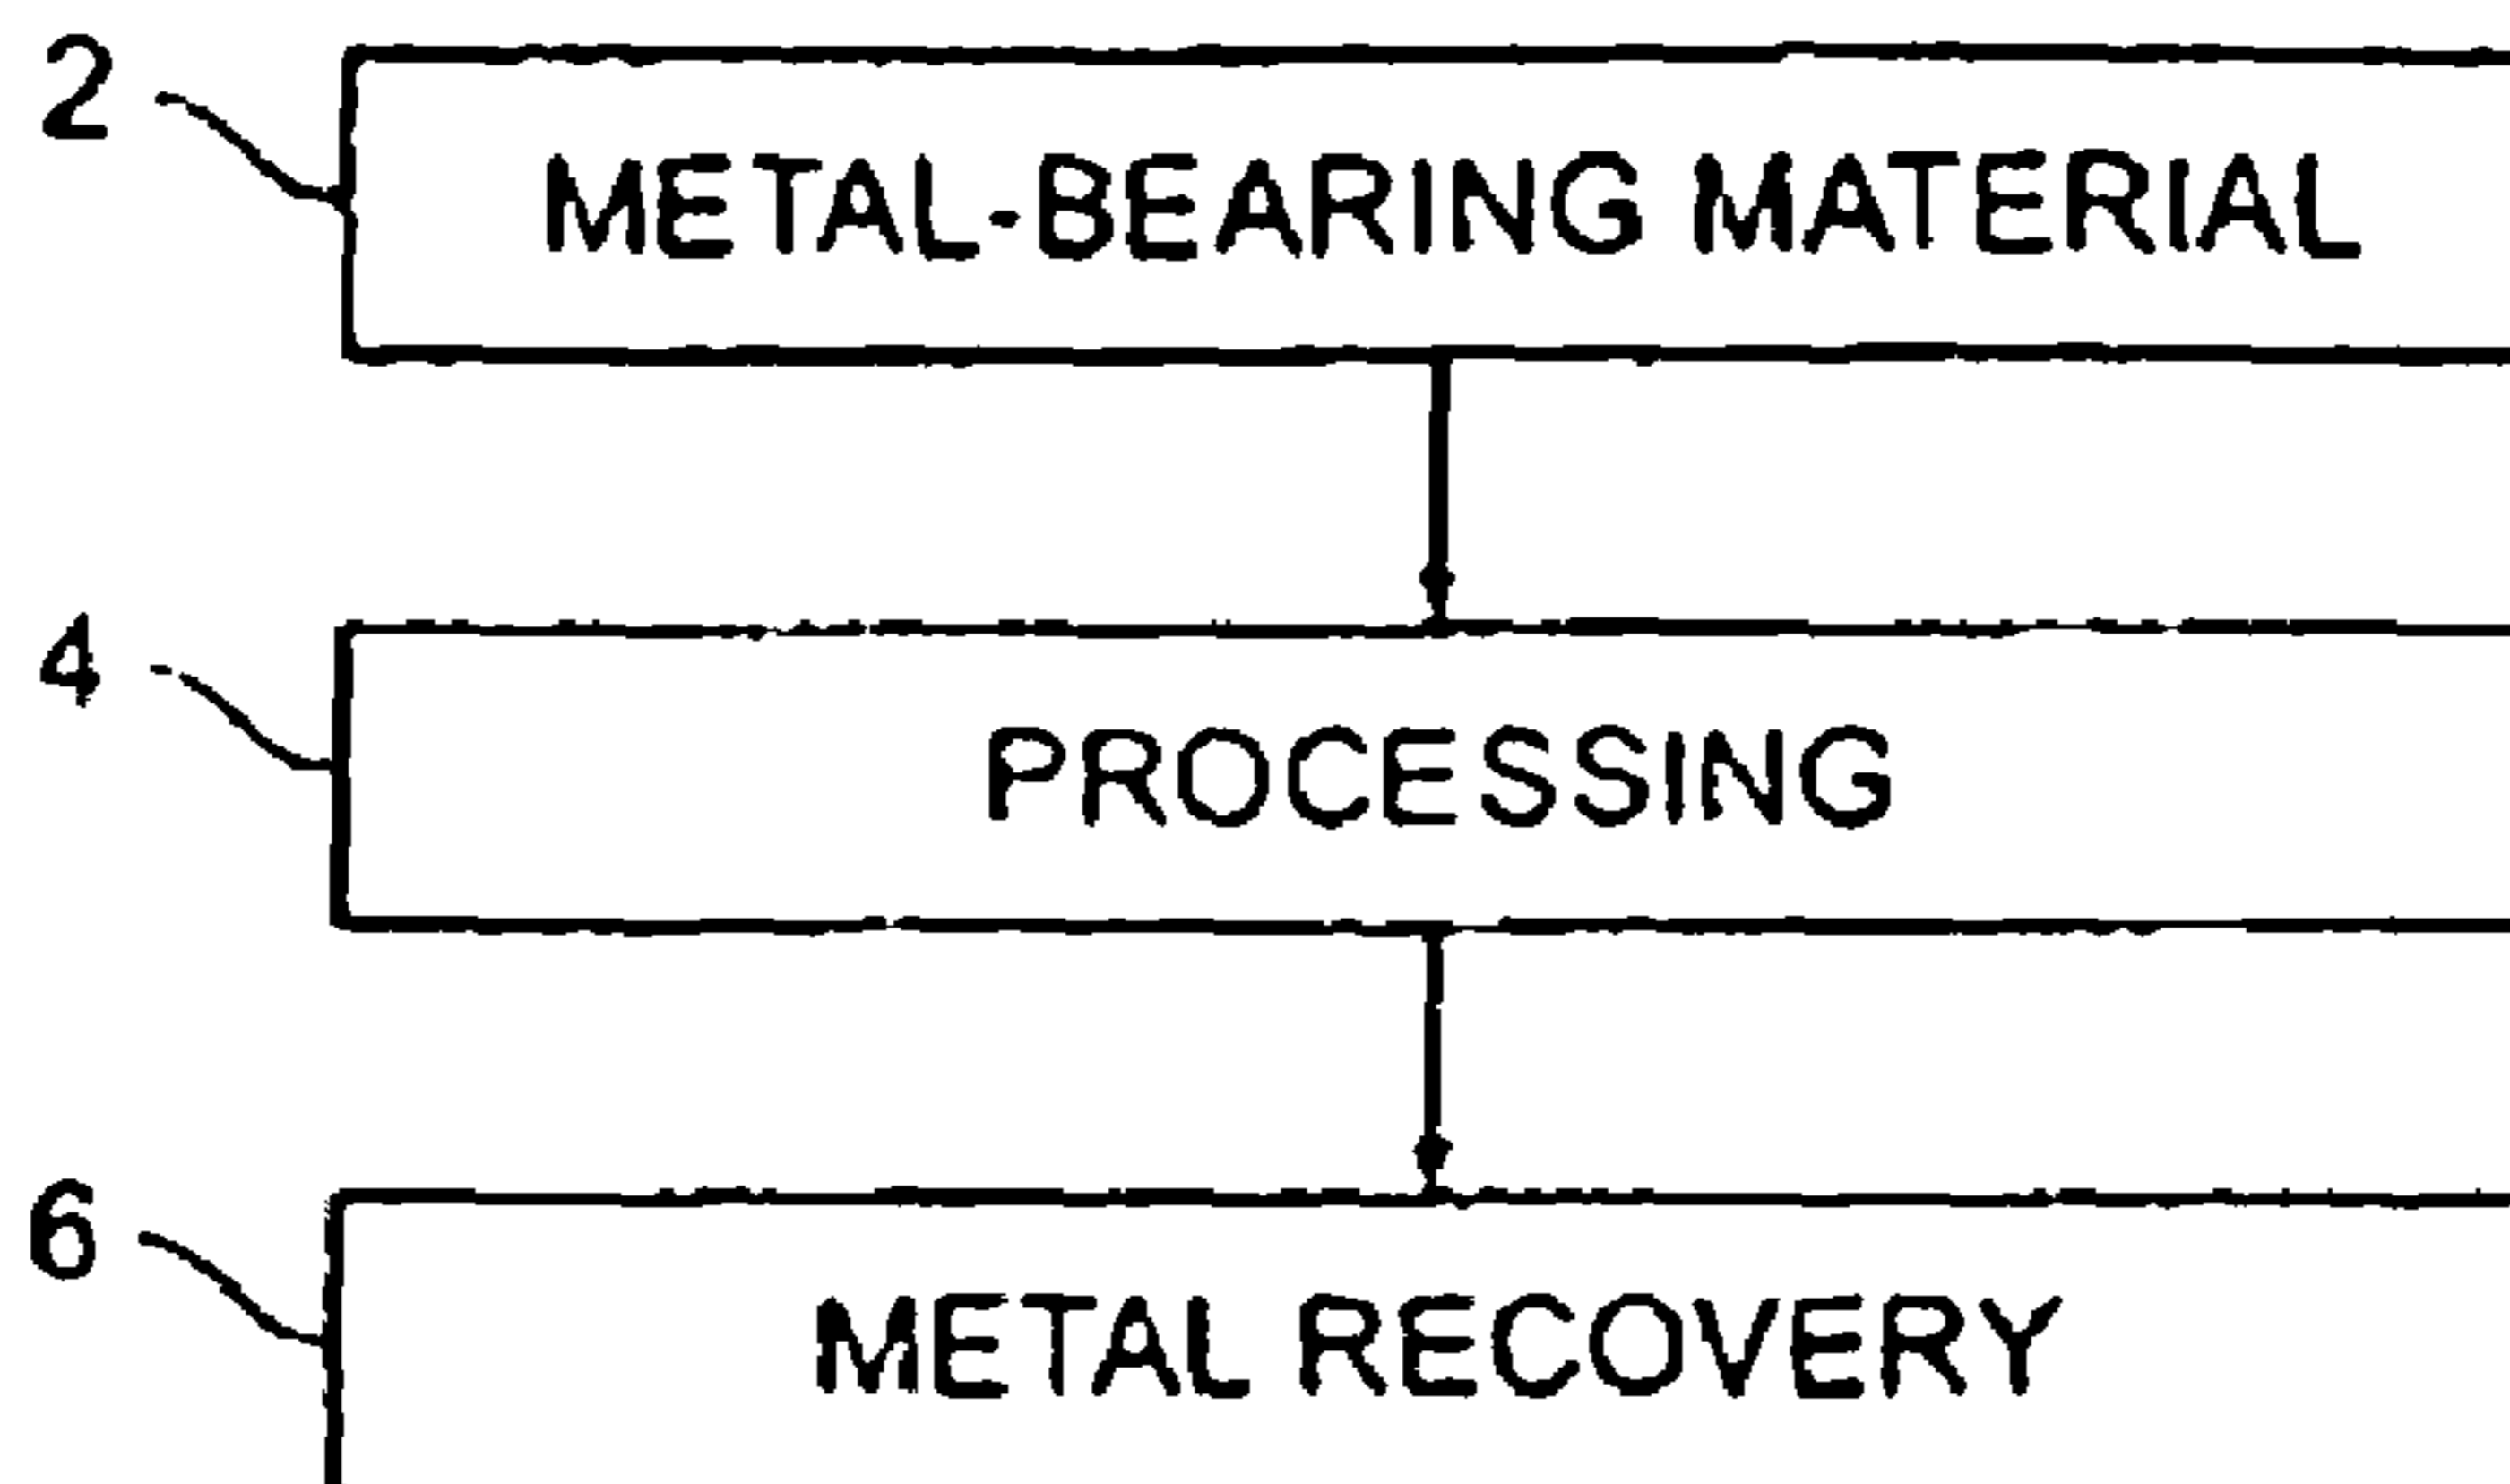 2
METAL-BEARING MATERIAL
4
PROCESSING
6
METAL RECOVERY